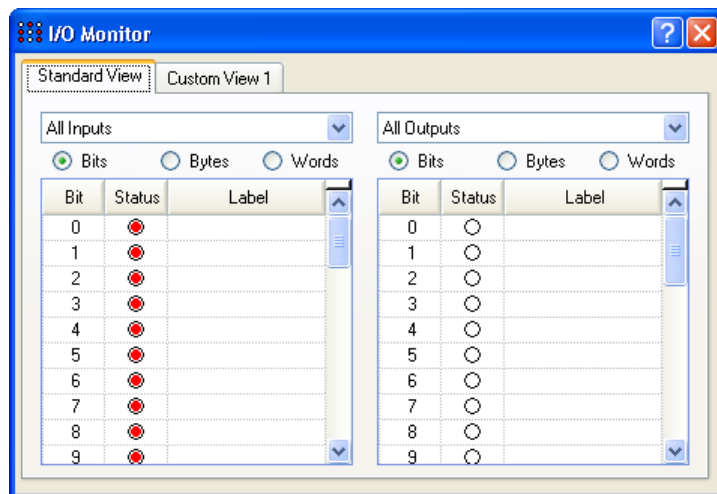 I/O Monitor
Standard View Custom View 1
All Inputs All Outputs
Bits Bytes Words Bits Bytes Words
Bit Status Label Bit Status Label
0 0
1 1
2 2
3 3
4 4
5 5
6 6
7 7
8 8
9 9